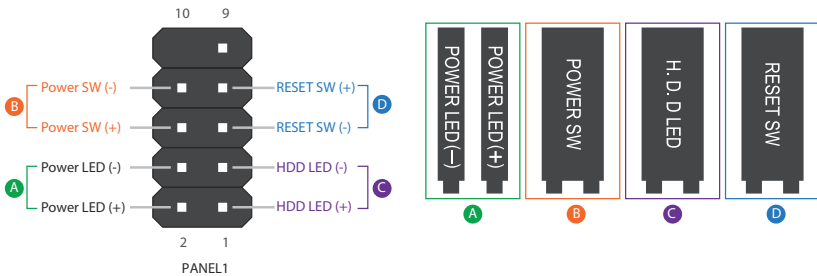 10 9
Power SW (-) RESET SW (+)
B D
Power SW (+) RESET SW (-)
Power LED (-) HDD LED (-)
A C
Power LED (+) HDD LED (+)
2 1
PANEL1
POWER LED(−)
POWER LED(+)
POWER SW
H. D. D LED
RESET SW
A B C D